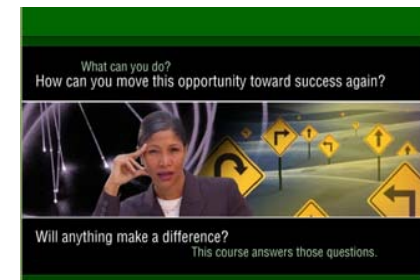 What can you do?
How can you move this opportunity toward success again?
Will anything make a difference?
This course answers those questions.